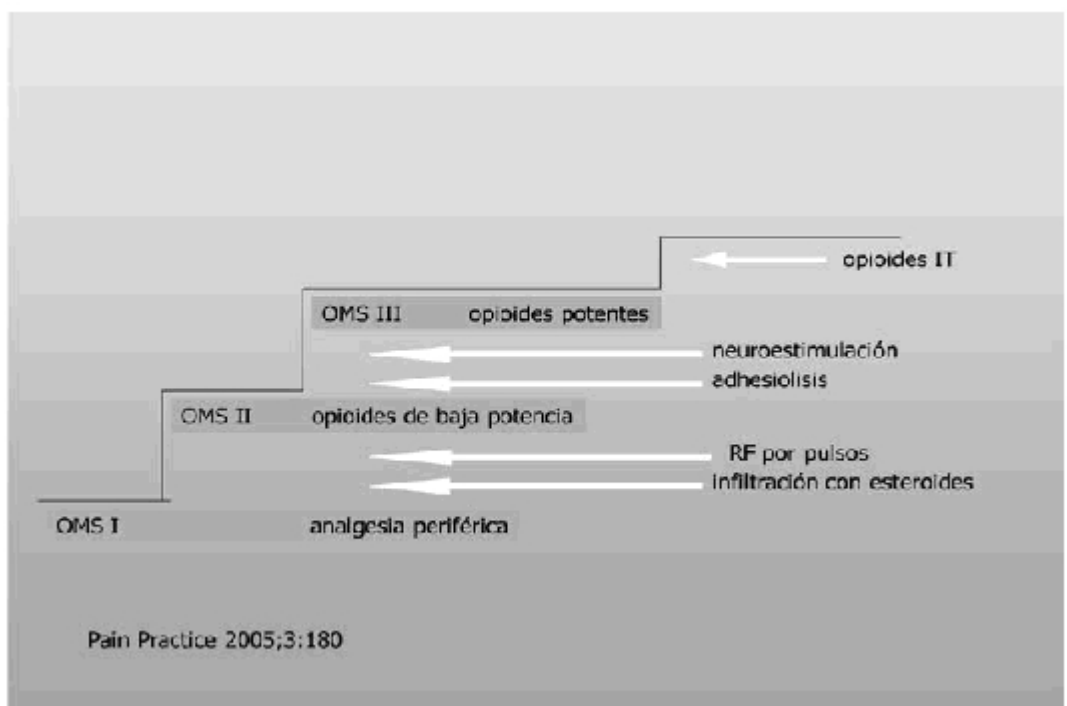 opioides IT
OMS III opioides potentes
neuroestimulación
adhesiolisis
OMS II opioides de baja potencia
RF por pulsos
infiltración con esteroides
OMS I analgesia periférica
Pain Practice 2005;3:180